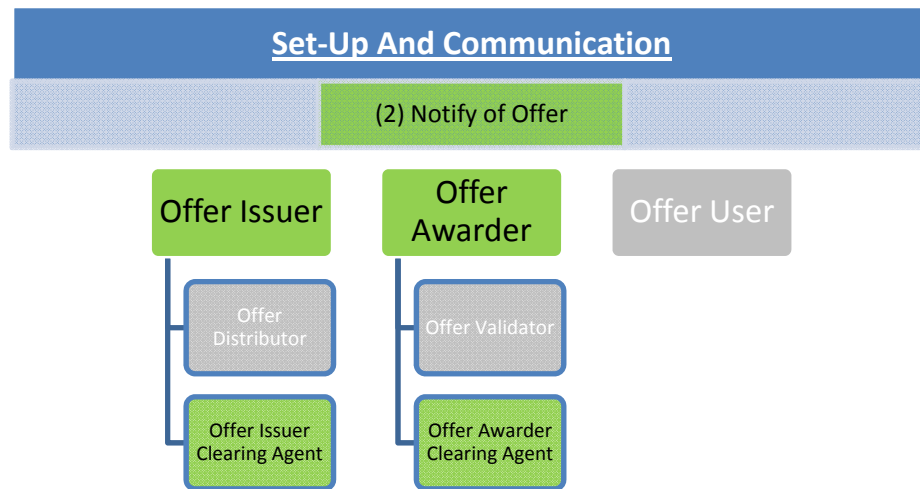 Set-Up And Communication
(2) Notify of Offer
Offer Issuer
Offer
Awarder
Offer User
Offer
Distributor
Offer Validator
Offer Issuer
Clearing Agent
Offer Awarder
Clearing Agent